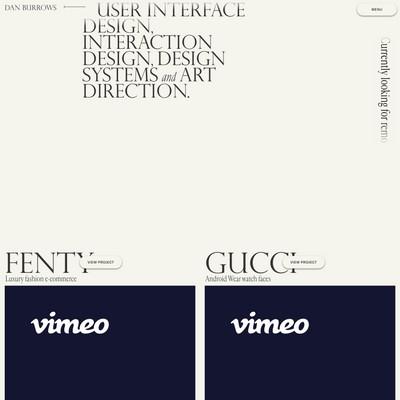 DAN BURROWS
MENU
USER INTERFACE
DESIGN,
INTERACTION
DESIGN, DESIGN
SYSTEMS and ART
DIRECTION.
Currently looking for
FENTY
VIEW PROJECT
Luxury fashion e-commerce
GUCCI
VIEW PROJECT
Android Wear watch faces
vimeo
vimeo